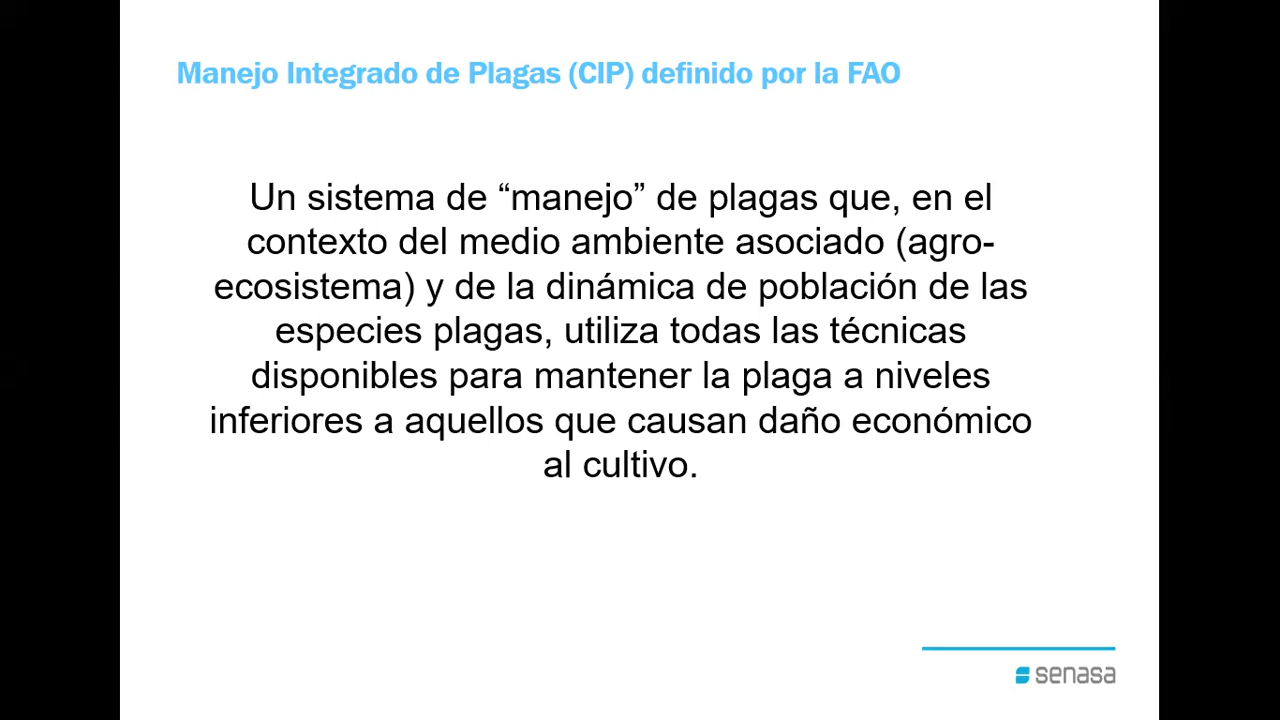 Manejo Integrado de Plagas (CIP) definido por la FAO
Un sistema de “manejo” de plagas que, en el
contexto del medio ambiente asociado (agro-
ecosistema) y de la dinámica de población de las
especies plagas, utiliza todas las técnicas
disponibles para mantener la plaga a niveles
inferiores a aquellos que causan daño económico
al cultivo.
senasa